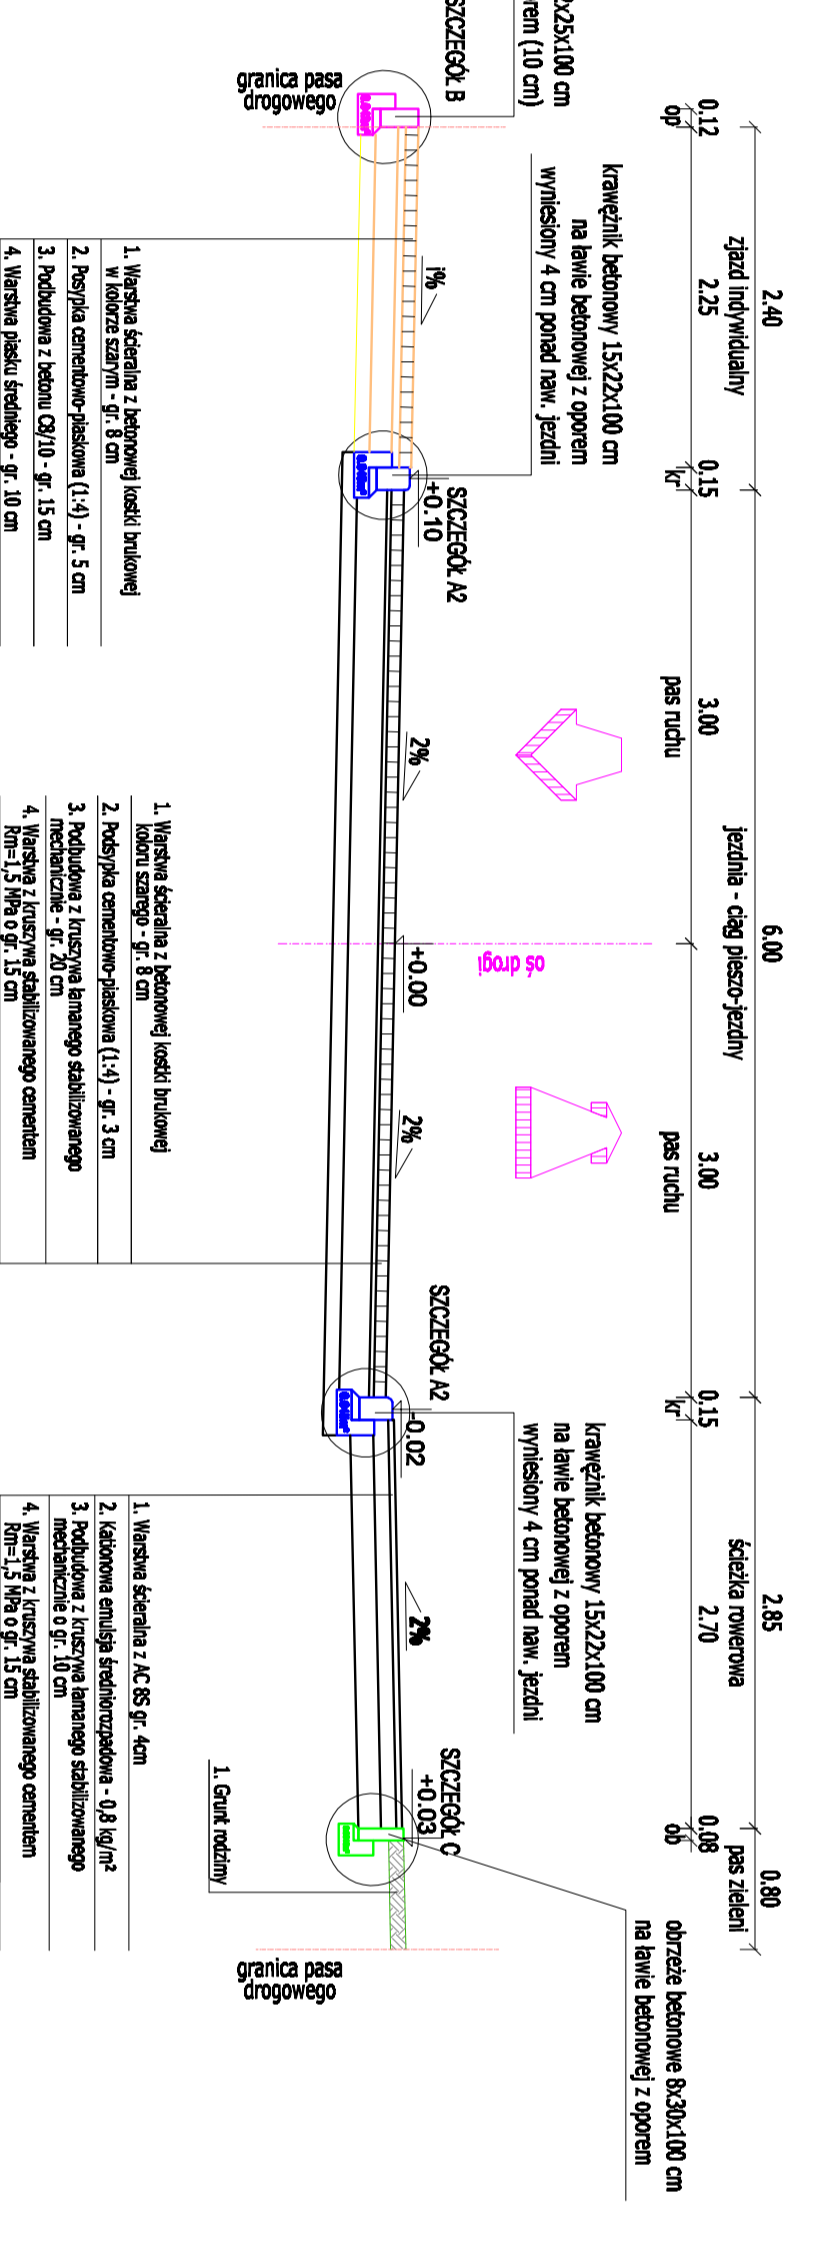 2.40
6.00
2.85
0.80
zjazd indywidualny
jezdnia - ciąg pieszo-jezdny
ścieżka rowerowa
pas zieleni
0.12
2.25
0.15
3.00
3.00
0.15
2.70
0.08
op
kr
pas ruchu
pas ruchu
kr
ob
x25x100 cm
rem (10 cm)
krawężnik betonowy 15x22x100 cm
na ławie betonowej z oporem
wyniesiony 4 cm ponad naw. jezdni
krawężnik betonowy 15x22x100 cm
na ławie betonowej z oporem
wyniesiony 4 cm ponad naw. jezdni
obrzeże betonowe 8x30x100 cm
na ławie betonowej z oporem
oś drogi
SZCZEGÓŁ B
SZCZEGÓŁ A2
+0.10
i%
2%
+0.00
2%
SZCZEGÓŁ A2
-0.02
2%
SZCZEGÓŁ C
+0.03
granica pasa
drogowego
granica pasa
drogowego
1. Warstwa ścieralna z betonowej kostki brukowej
w kolorze szarym - gr. 8 cm
2. Posypka cementowo-piaskowa (1:4) - gr. 5 cm
3. Podbudowa z betonu C8/10 - gr. 15 cm
4. Warstwa piasku średniego - gr. 10 cm
1. Warstwa ścieralna z betonowej kostki brukowej
koloru szarego - gr. 8 cm
2. Podsypka cementowo-piaskowa (1:4) - gr. 3 cm
3. Podbudowa z kruszywa łamanego stabilizowanego
mechanicznie - gr. 20 cm
4. Warstwa z kruszywa stabilizowanego cementem
Rm=1,5 MPa o gr. 15 cm
1. Warstwa ścieralna z AC 8S gr. 4cm
2. Kationowa emulsja średniorozpadowa - 0,8 kg/m²
3. Podbudowa z kruszywa łamanego stabilizowanego
mechanicznie o gr. 10 cm
4. Warstwa z kruszywa stabilizowanego cementem
Rm=1,5 MPa o gr. 15 cm
1. Grunt rodzimy